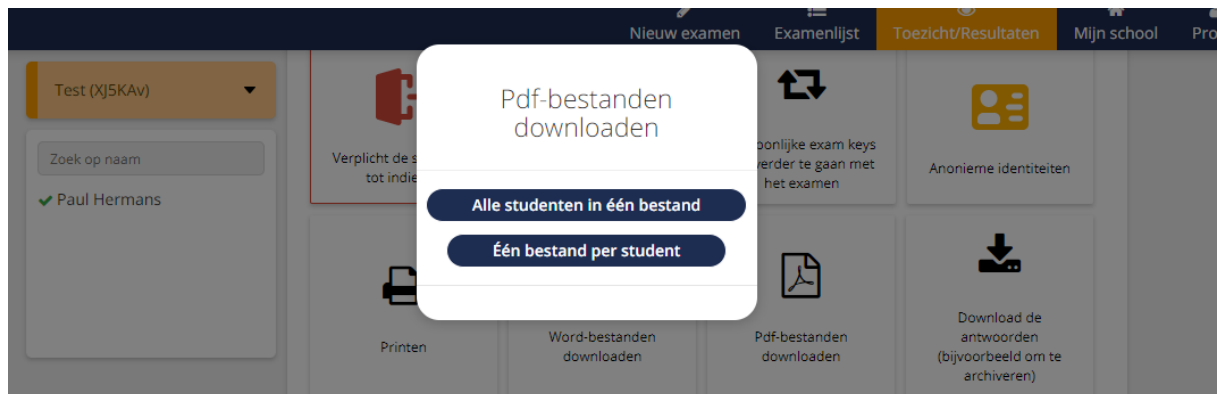 Nieuw examen
Examenlijst
Toezicht/Resultaten
Mijn school
Pro
Test (XJ5KAv)
Zoek op naam
Paul Hermans
Pdf-bestanden
downloaden
Alle studenten in één bestand
Één bestand per student
Verplicht de s
tot indie
oonlijke exam keys
verder te gaan met
het examen
Anonieme identiteiten
Printen
Word-bestanden
downloaden
Pdf-bestanden
downloaden
Download de
antwoorden
(bijvoorbeeld om te
archiveren)